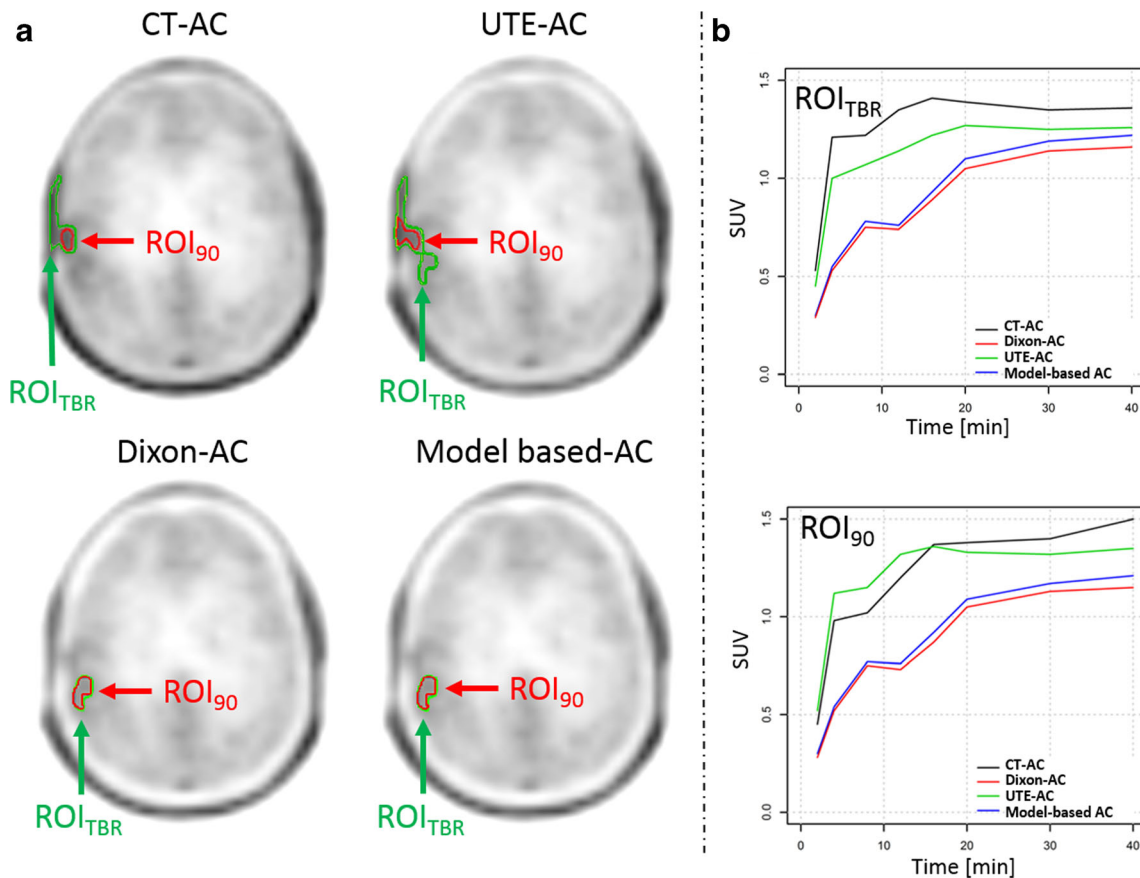 a
CT-AC
UTE-AC
ROI90
ROI90
ROITBR
ROITBR
Dixon-AC
Model based-AC
ROI90
ROI90
ROITBR
ROITBR
b
ROITBR
SUV
1.5
1.0
0.5
0.0
CT-AC
Dixon-AC
UTE-AC
Model-based AC
0 10 20 30 40
Time [min]
ROI90
SUV
1.5
1.0
0.5
0.0
CT-AC
Dixon-AC
UTE-AC
Model-based AC
0 10 20 30 40
Time [min]